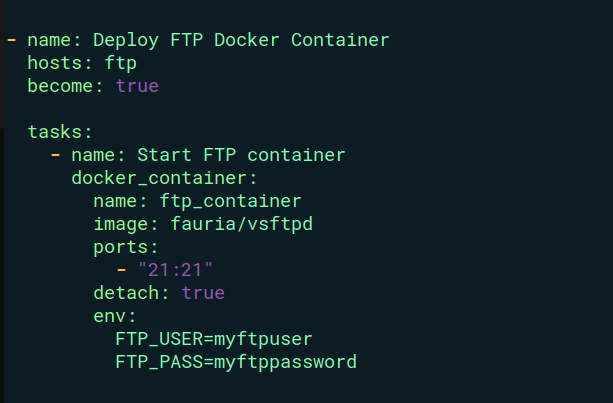 - name: Deploy FTP Docker Container
  hosts: ftp
  become: true

  tasks:
    - name: Start FTP container
      docker_container:
        name: ftp_container
        image: fauria/vsftpd
        ports:
          - "21:21"
        detach: true
        env:
          FTP_USER=myftpuser
          FTP_PASS=myftppassword